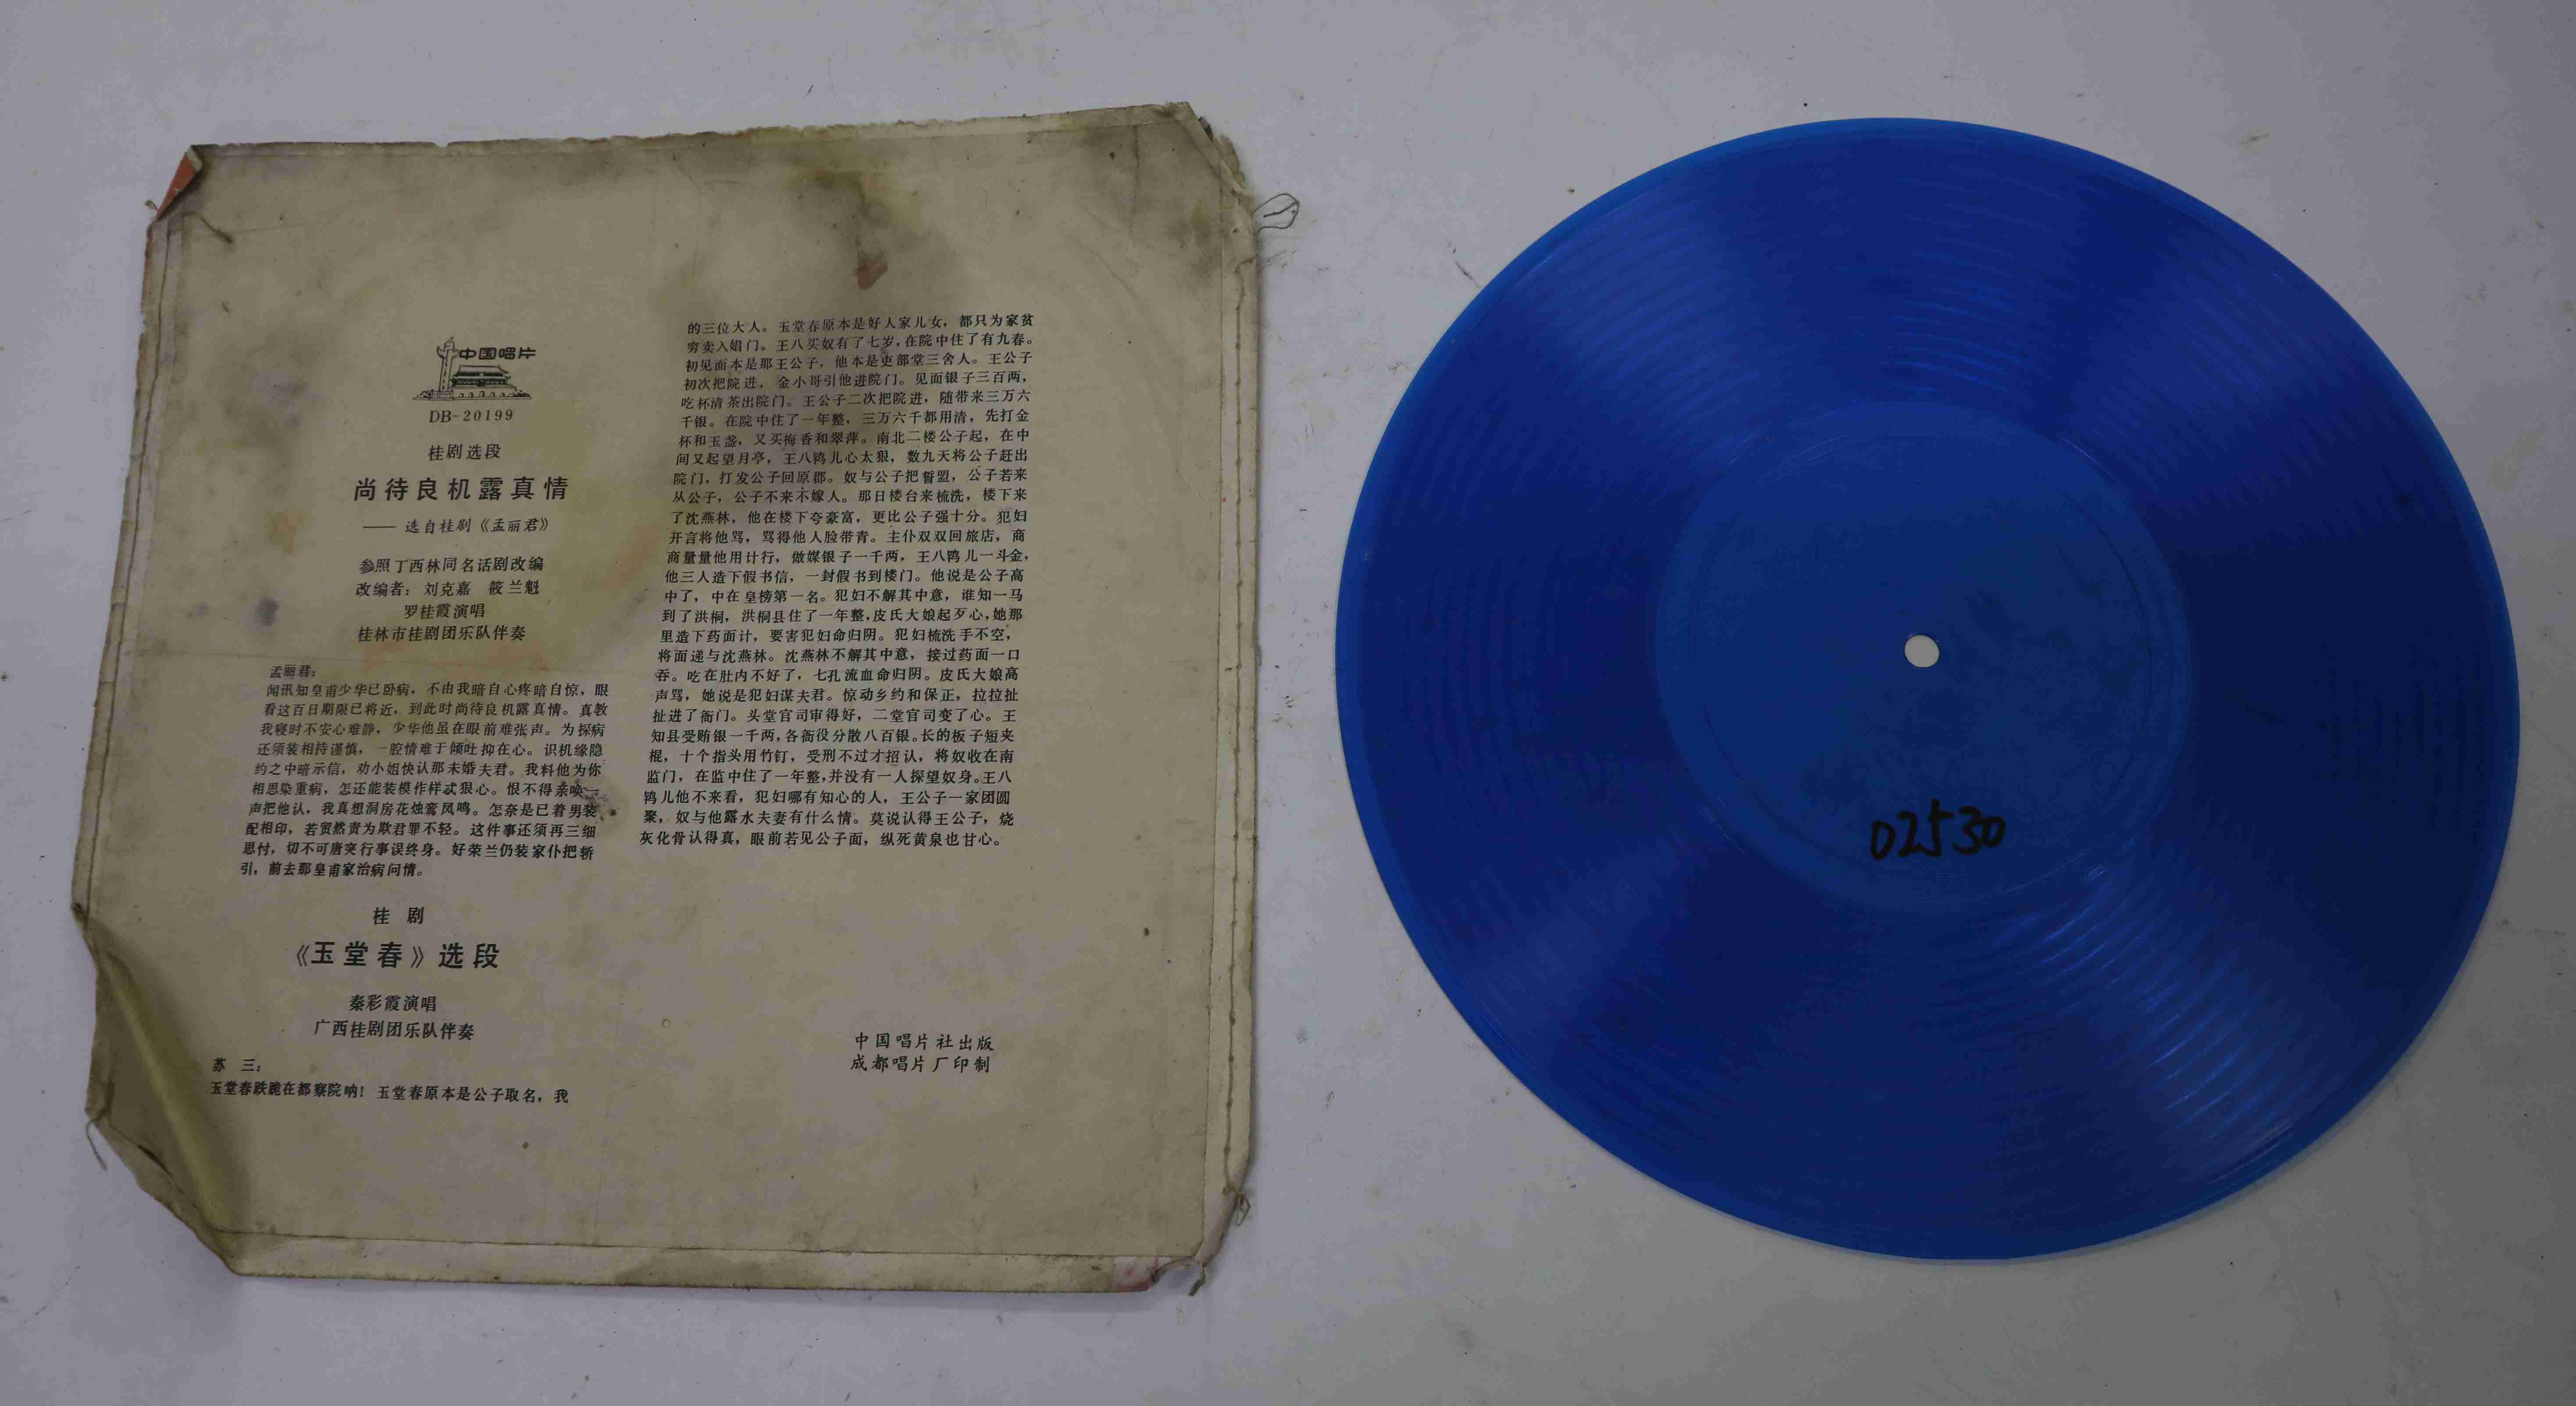 中国唱片
DB-20199
桂剧选段
尚待良机露真情
—— 选自桂剧《孟丽君》
参照丁西林同名话剧改编
改编者：刘克嘉 筱兰魁
罗桂霞演唱
桂林市桂剧团乐队伴奏
孟丽君：
闻讯知皇甫少华已卧病，不由我暗自心疼暗自惊，眼
看这百日期限已将近，到此时尚待良机露真情。真教
我寝时不安心难静，少华他虽在眼前难张声。为探病
还须装相持谨慎，一腔情难于倾吐抑在心。识机缘隐
约之中暗示信，劝小姐快认那未婚夫君。我料他为你
相思染重病，怎还能装模作样忒狠心。恨不得亲唤一
声把他认，我真想洞房花烛鸾凤鸣。怎奈是已着男装
配相印，若贸然责为欺君罪不轻。这件事还须再三细
思忖，切不可唐突行事误终身。好荣兰仍装家仆把轿
引，前去那皇甫家治病问情。
桂 剧
《玉堂春》选段
秦彩霞演唱
广西桂剧团乐队伴奏
苏 三：
玉堂春跌跪在都察院呐！玉堂春原本是公子取名，我
的三位大人。玉堂春原本是好人家儿女，都只为家贫
穷卖入娼门。王八买奴有了七岁，在院中住了有九春。
初见面本是那王公子，他本是吏部堂三舍人。王公子
初次把院进，金小哥引他进院门。见面银子三百两，
吃杯清茶出院门。王公子二次把院进，随带来三万六
千银。在院中住了一年整，三万六千都用清，先打金
杯和玉盏，又买梅香和翠萍。南北二楼公子起，在中
间又起望月亭，王八鸨儿心太狠，数九天将公子赶出
院门，打发公子回原郡。奴与公子把誓盟，公子若来
从公子，公子不来不嫁人。那日楼台来梳洗，楼下来
了沈燕林，他在楼下夸豪富，更比公子强十分。犯妇
开言将他骂，骂得他人脸带青。主仆双双回旅店，商
商量量他用计行，做媒银子一千两，王八鸨儿一斗金，
他三人造下假书信，一封假书到楼门。他说是公子高
中了，中在皇榜第一名。犯妇不解其中意，谁知一马
到了洪桐，洪桐县住了一年整，皮氏大娘起歹心，她那
里造下药面计，要害犯妇命归阴。犯妇梳洗手不空，
将面递与沈燕林。沈燕林不解其中意，接过药面一口
吞。吃在肚内不好了，七孔流血命归阴。皮氏大娘高
声骂，她说是犯妇谋夫君。惊动乡约和保正，拉拉扯
扯进了衙门。头堂官司审得好，二堂官司变了心。王
知县受贿银一千两，各衙役分散八百银。长的板子短夹
棍，十个指头用竹钉，受刑不过才招认，将奴收在南
监门，在监中住了一年整，并没有一人探望奴身。王八
鸨儿他不来看，犯妇哪有知心的人，王公子一家团圆
聚，奴与他露水夫妻有什么情。莫说认得王公子，烧
灰化骨认得真，眼前若见公子面，纵死黄泉也甘心。
中国唱片社出版
成都唱片厂印制
02530